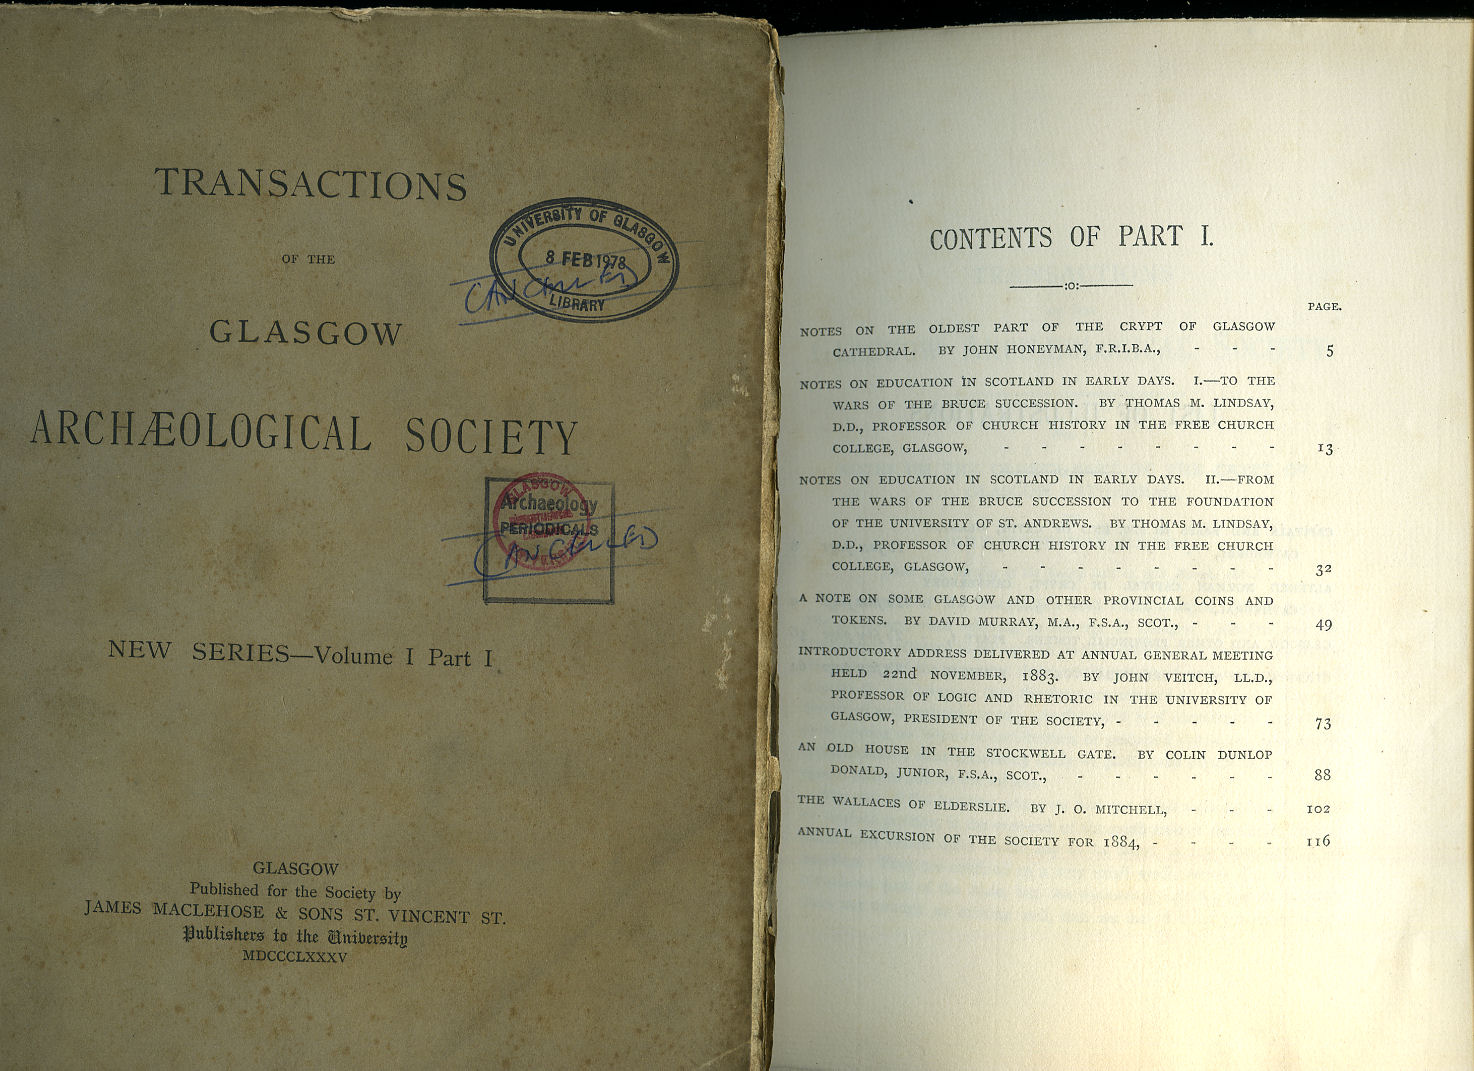 TRANSACTIONS
OF THE
GLASGOW
ARCHÆOLOGICAL SOCIETY
NEW SERIES—Volume I Part I
GLASGOW
Published for the Society by
JAMES MACLEHOSE & SONS ST. VINCENT ST.
Publishers to the University
MDCCCLXXXV
UNIVERSITY OF GLASGOW
8 FEB 1978
LIBRARY
CANCELLED
GLASGOW
Archaeology
PERIODICALS
CANCELLED
CONTENTS OF PART I.
:o:
PAGE.
NOTES ON THE OLDEST PART OF THE CRYPT OF GLASGOW
CATHEDRAL. BY JOHN HONEYMAN, F.R.I.B.A., - - - 5
NOTES ON EDUCATION IN SCOTLAND IN EARLY DAYS. I.—TO THE
WARS OF THE BRUCE SUCCESSION. BY THOMAS M. LINDSAY,
D.D., PROFESSOR OF CHURCH HISTORY IN THE FREE CHURCH
COLLEGE, GLASGOW, - - - - - - - - 13
NOTES ON EDUCATION IN SCOTLAND IN EARLY DAYS. II.—FROM
THE WARS OF THE BRUCE SUCCESSION TO THE FOUNDATION
OF THE UNIVERSITY OF ST. ANDREWS. BY THOMAS M. LINDSAY,
D.D., PROFESSOR OF CHURCH HISTORY IN THE FREE CHURCH
COLLEGE, GLASGOW, - - - - - - - - 32
A NOTE ON SOME GLASGOW AND OTHER PROVINCIAL COINS AND
TOKENS. BY DAVID MURRAY, M.A., F.S.A., SCOT., - - - 49
INTRODUCTORY ADDRESS DELIVERED AT ANNUAL GENERAL MEETING
HELD 22nd NOVEMBER, 1883. BY JOHN VEITCH, LL.D.,
PROFESSOR OF LOGIC AND RHETORIC IN THE UNIVERSITY OF
GLASGOW, PRESIDENT OF THE SOCIETY, - - - - - 73
AN OLD HOUSE IN THE STOCKWELL GATE. BY COLIN DUNLOP
DONALD, JUNIOR, F.S.A., SCOT., - - - - - - 88
THE WALLACES OF ELDERSLIE. BY J. O. MITCHELL, - - - 102
ANNUAL EXCURSION OF THE SOCIETY FOR 1884, - - - - 116